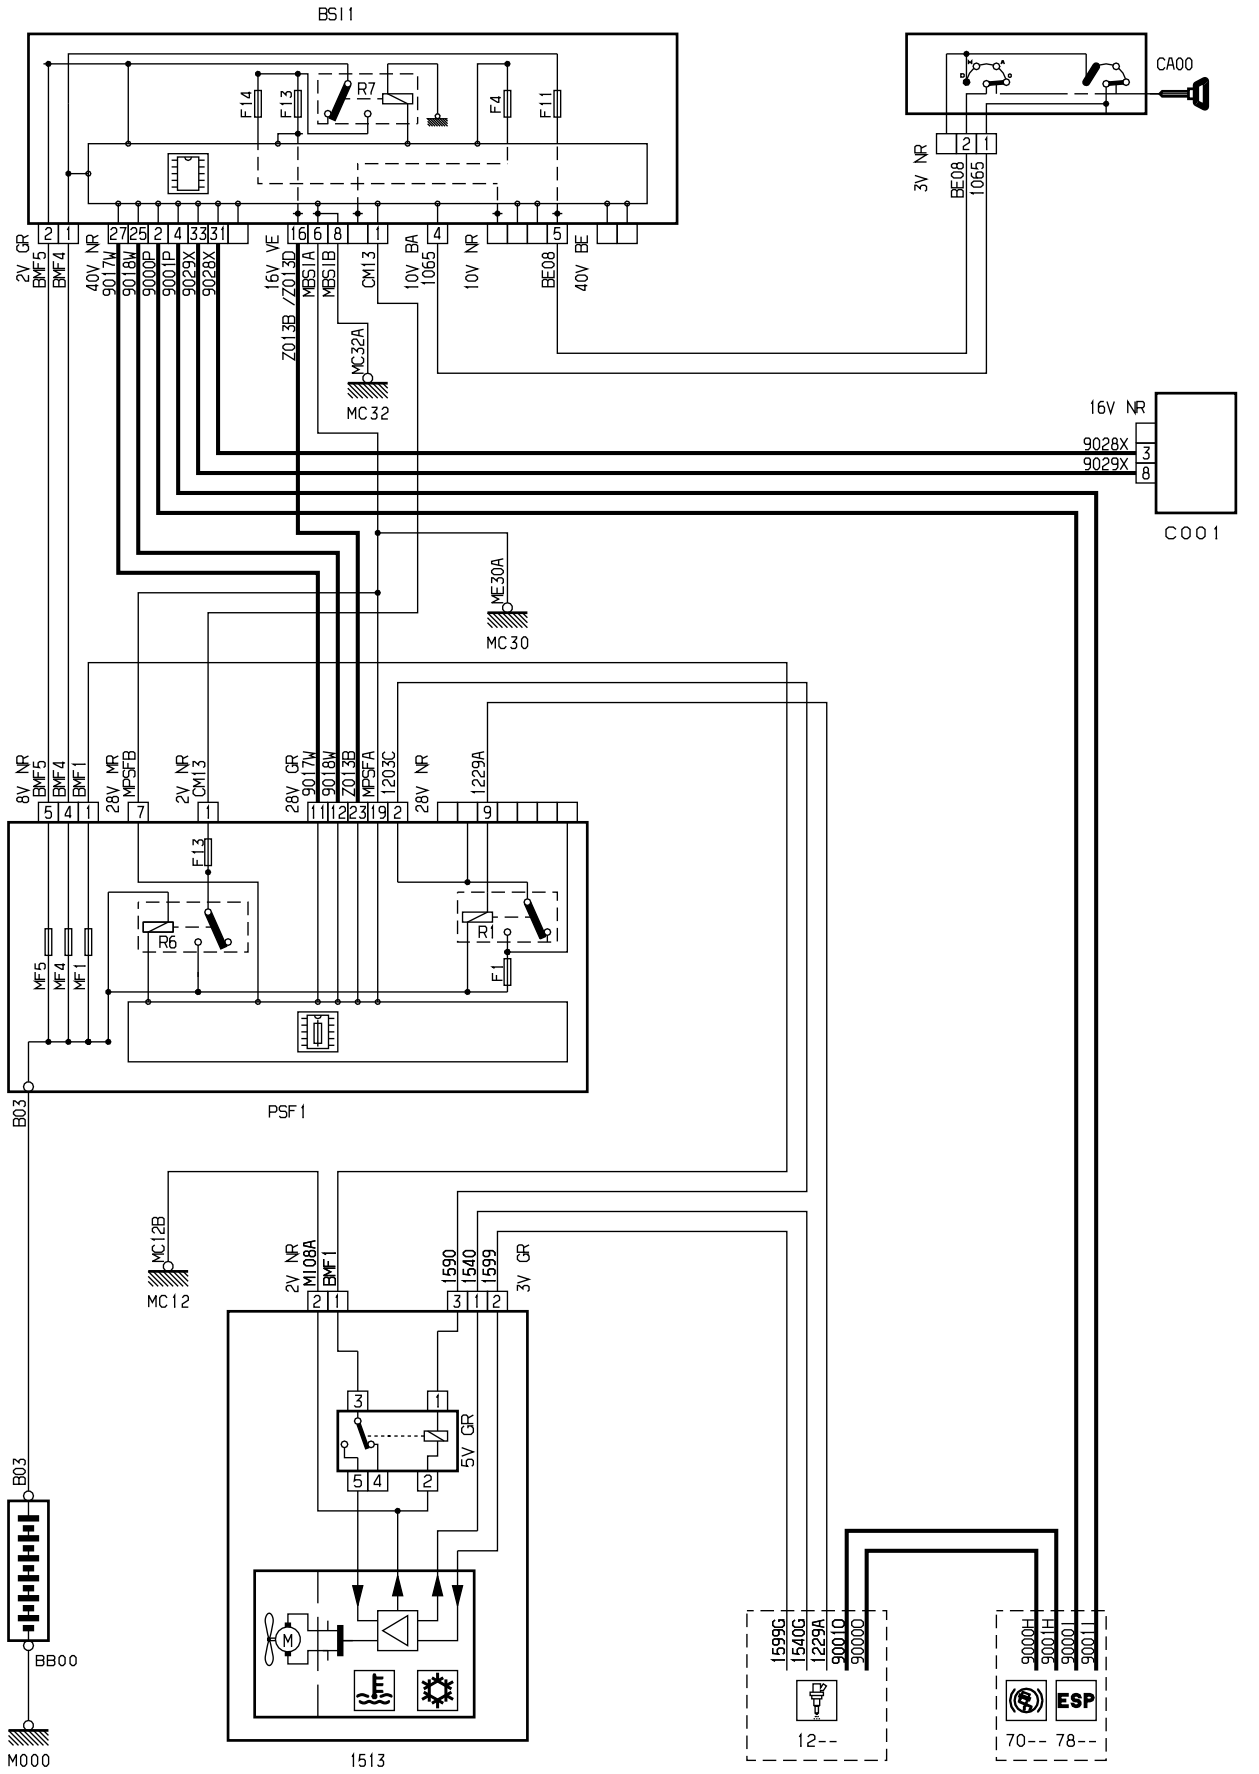 BSI1
CA00
F14
F13
R7
F4
F11
M
A
D
3V NR
2
1
BE08
1065
2V GR
2
1
BMF5
BMF4
40V NR
27
25
2
4
33
31
9017W
9018W
9000P
9001P
9029X
9028X
16V VE
16
6
8
1
Z013B /Z013D
MBSIA
MBSIB
CM13
10V BA
4
1065
10V NR
5
BE08
40V BE
MC32A
MC32
16V NR
9028X
3
9029X
8
C001
ME30A
MC30
8V NR
BMF5
BMF4
BMF1
28V MR
MPSFB
2V NR
CM13
28V GR
9017W
9018W
Z013B
MPSFA
1203C
28V NR
1229A
5
4
1
7
1
11
12
23
19
2
9
F13
R6
R1
F1
MF5
MF4
MF1
B03
PSF1
MC12B
MC12
2V NR
MI08A
BMF1
1590
1540
1599
3V GR
2
1
3
1
2
3
1
5V GR
5
4
2
B03
M
BB00
M000
1513
1599G
1540G
1229A
9001O
9000O
12--
9000H
9001H
9000I
9001I
ESP
70-- 78--